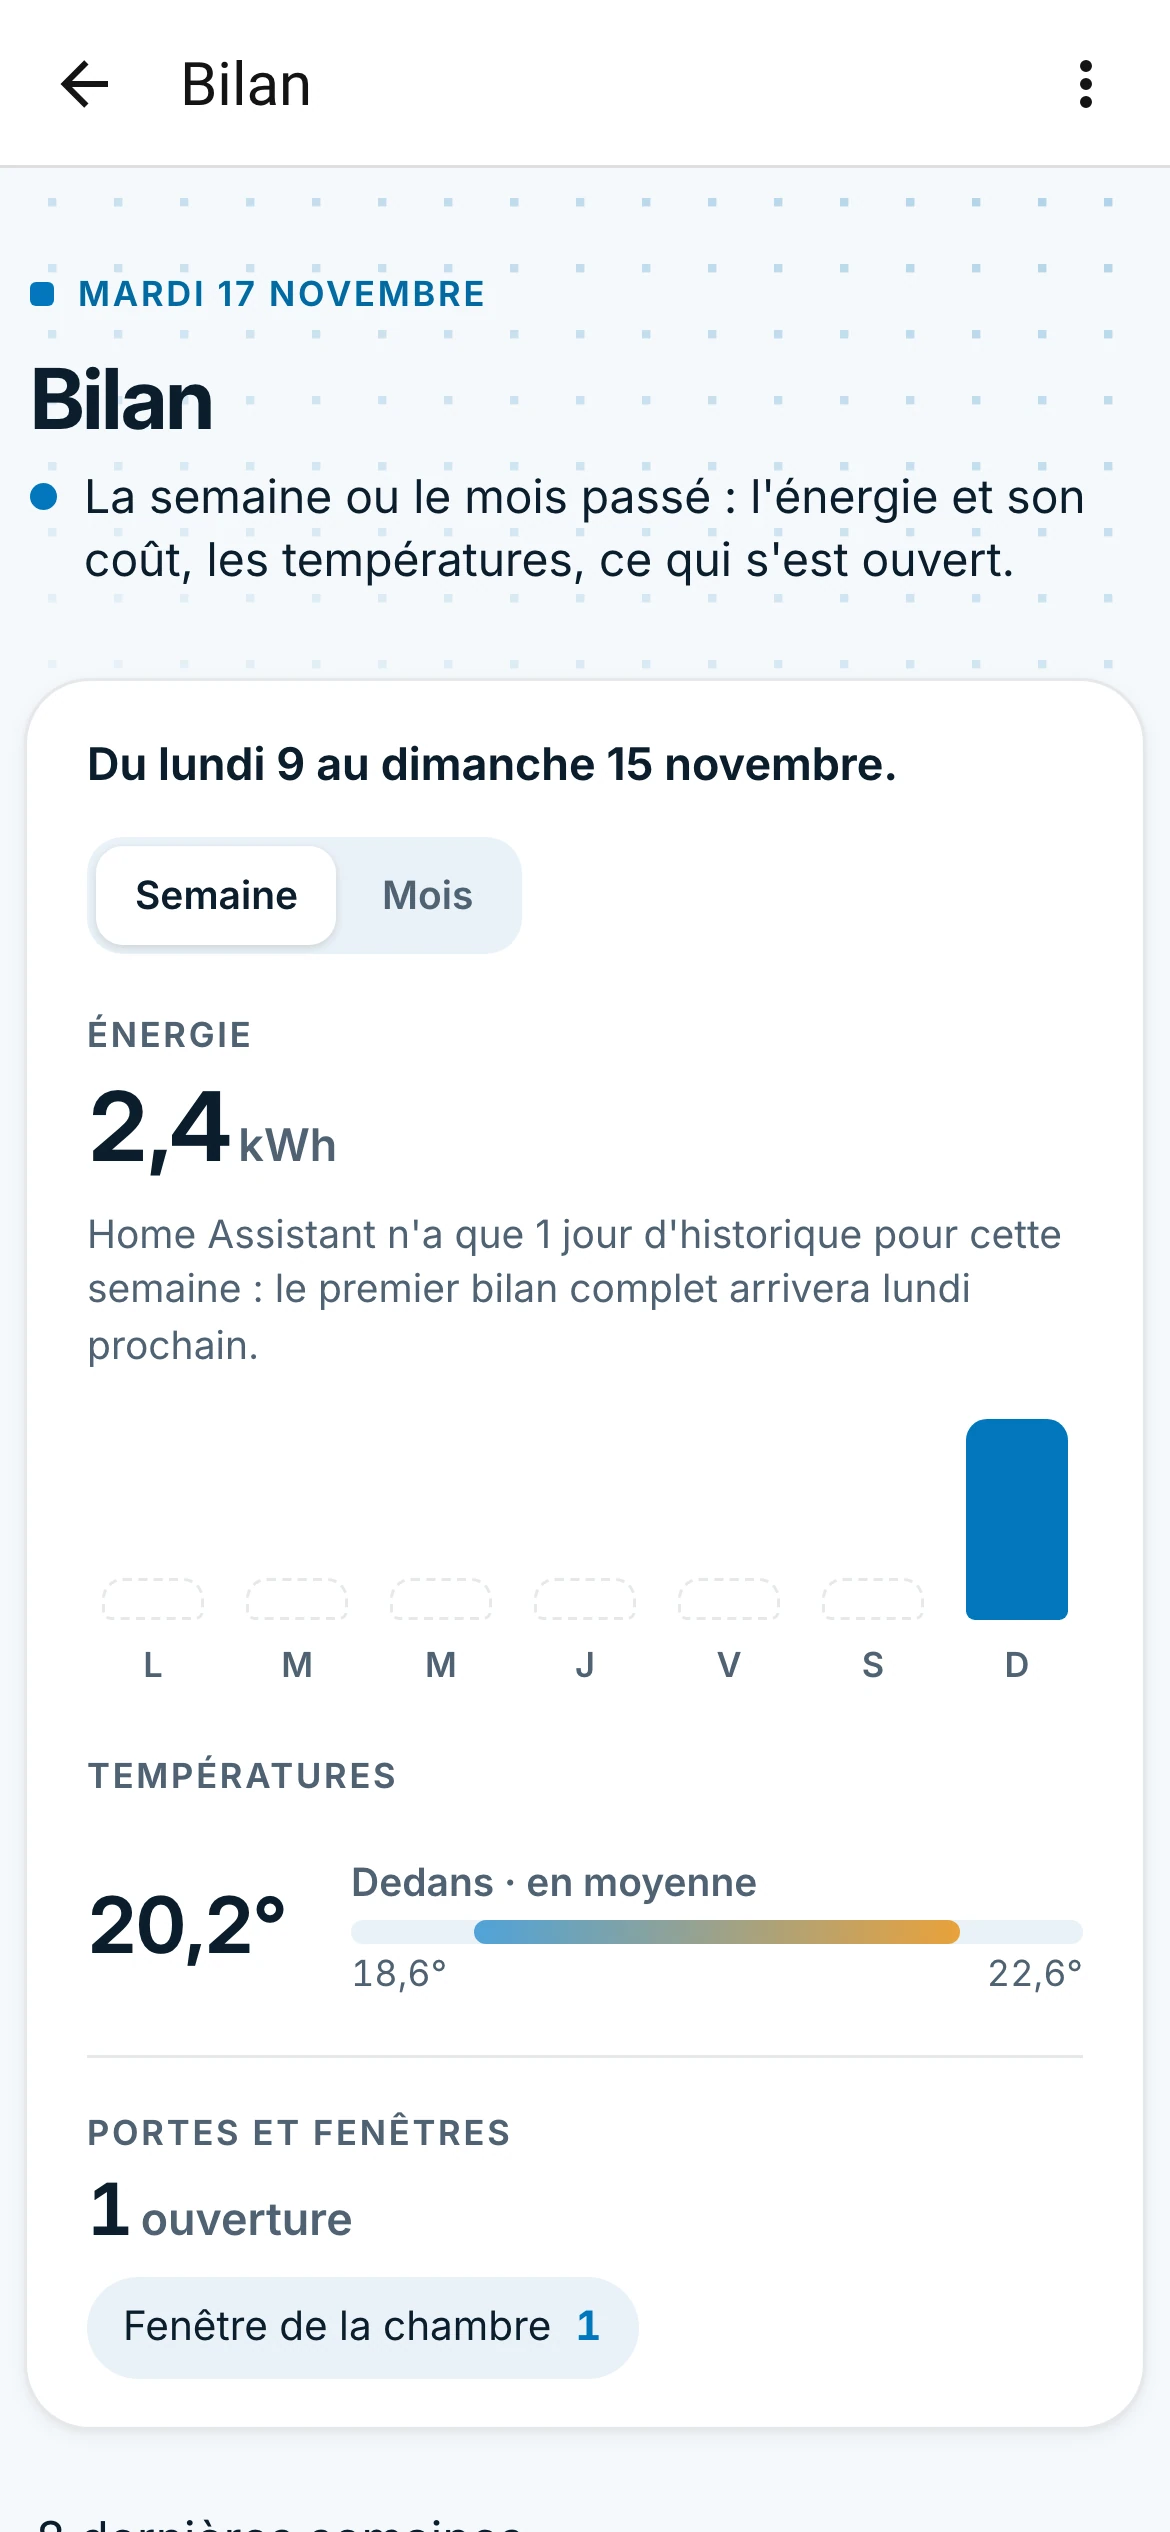 Bilan
MARDI 17 NOVEMBRE
Bilan
La semaine ou le mois passé : l'énergie et son
coût, les températures, ce qui s'est ouvert.
Du lundi 9 au dimanche 15 novembre.
Semaine Mois
ÉNERGIE
2,4 kWh
Home Assistant n'a que 1 jour d'historique pour cette
semaine : le premier bilan complet arrivera lundi
prochain.
L M M J V S D
TEMPÉRATURES
Dedans · en moyenne
20,2°
18,6° 22,6°
PORTES ET FENÊTRES
1 ouverture
Fenêtre de la chambre 1
dernières semaines